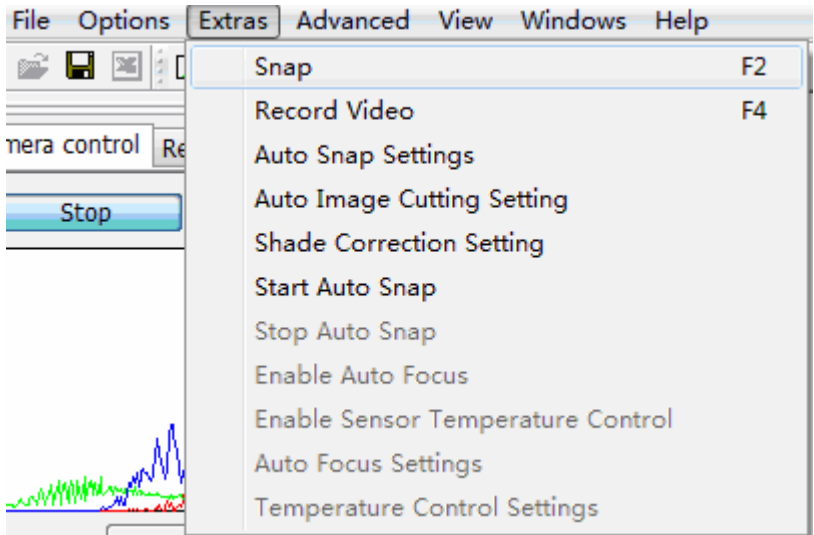 File Options Extras Advanced View Windows Help
Snap F2
Record Video F4
mera control Re
Auto Snap Settings
Auto Image Cutting Setting
Stop
Shade Correction Setting
Start Auto Snap
Stop Auto Snap
Enable Auto Focus
Enable Sensor Temperature Control
Auto Focus Settings
Temperature Control Settings